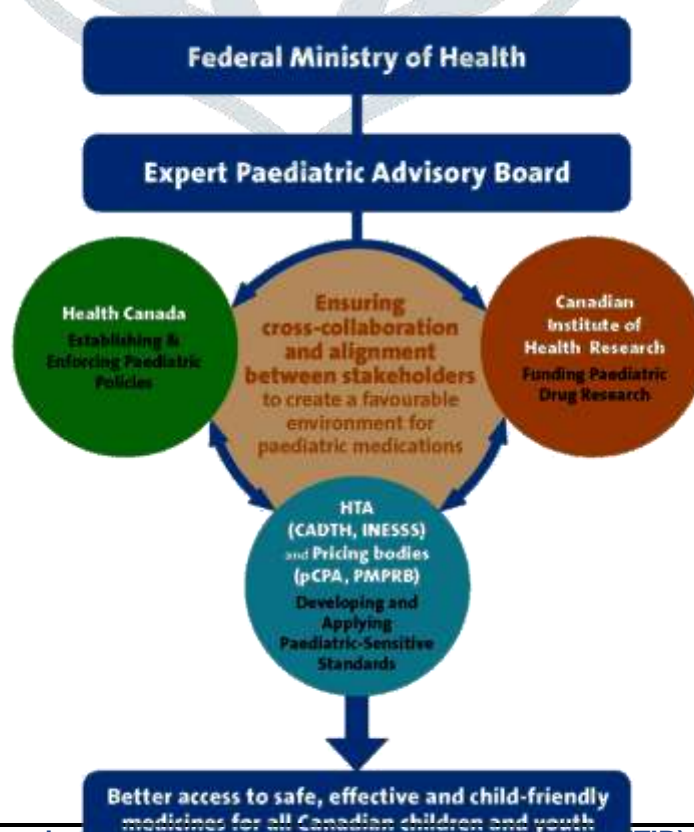 Federal Ministry of Health
Expert Paediatric Advisory Board
Health Canada
Establishing &
Enforcing Paediatric
Policies
Ensuring
cross-collaboration
and alignment
between stakeholders
to create a favourable
environment for
paediatric medications
Canadian
Institute of
Health Research
Funding Paediatric
Drug Research
HTA
(CADTH, INESSS)
and Pricing bodies
(pCPA, PMPRB)
Developing and
Applying
Paediatric-Sensitive
Standards
Better access to safe, effective and child-friendly
medicines for all Canadian children and youth